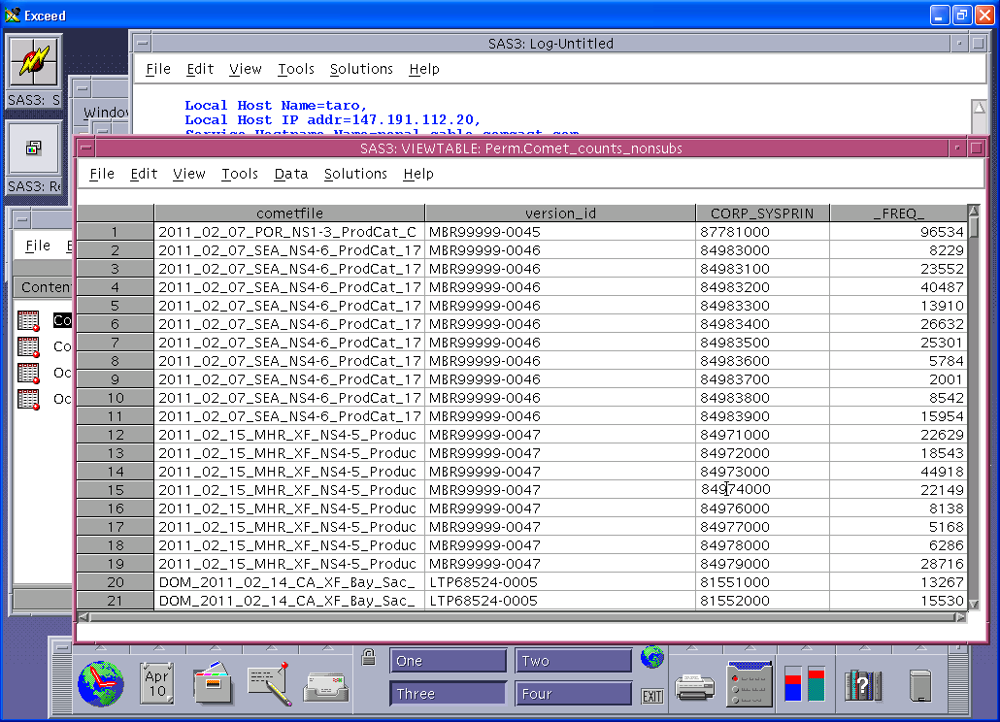 Exceed
SAS3: Log-Untitled
File Edit View Tools Solutions Help
SAS3: S
Local Host Name=taro,
Local Host IP addr=147.191.112.20,
Window
SAS3: VIEWTABLE: Perm.Comet_counts_nonsubs
File Edit View Tools Data Solutions Help
SAS3: Re
cometfile version_id CORP_SYSPRIN _FREQ_
1 2011_02_07_POR_NS1-3_ProdCat_C MBR99999-0045 87781000 96534
2 2011_02_07_SEA_NS4-6_ProdCat_17 MBR99999-0046 84983000 8229
3 2011_02_07_SEA_NS4-6_ProdCat_17 MBR99999-0046 84983100 23552
4 2011_02_07_SEA_NS4-6_ProdCat_17 MBR99999-0046 84983200 40487
5 2011_02_07_SEA_NS4-6_ProdCat_17 MBR99999-0046 84983300 13910
6 2011_02_07_SEA_NS4-6_ProdCat_17 MBR99999-0046 84983400 26632
7 2011_02_07_SEA_NS4-6_ProdCat_17 MBR99999-0046 84983500 25301
8 2011_02_07_SEA_NS4-6_ProdCat_17 MBR99999-0046 84983600 5784
9 2011_02_07_SEA_NS4-6_ProdCat_17 MBR99999-0046 84983700 2001
10 2011_02_07_SEA_NS4-6_ProdCat_17 MBR99999-0046 84983800 8542
11 2011_02_07_SEA_NS4-6_ProdCat_17 MBR99999-0046 84983900 15954
12 2011_02_15_MHR_XF_NS4-5_Produc MBR99999-0047 84971000 22629
13 2011_02_15_MHR_XF_NS4-5_Produc MBR99999-0047 84972000 18543
14 2011_02_15_MHR_XF_NS4-5_Produc MBR99999-0047 84973000 44918
15 2011_02_15_MHR_XF_NS4-5_Produc MBR99999-0047 84974000 22149
16 2011_02_15_MHR_XF_NS4-5_Produc MBR99999-0047 84976000 8138
17 2011_02_15_MHR_XF_NS4-5_Produc MBR99999-0047 84977000 5168
18 2011_02_15_MHR_XF_NS4-5_Produc MBR99999-0047 84978000 6286
19 2011_02_15_MHR_XF_NS4-5_Produc MBR99999-0047 84979000 28716
20 DOM_2011_02_14_CA_XF_Bay_Sac_ LTP68524-0005 81551000 13267
21 DOM_2011_02_14_CA_XF_Bay_Sac_ LTP68524-0005 81552000 15530
File E
Conten
Co
Co
Oc
Oc
Apr
10
One Two
Three Four
EXIT
?